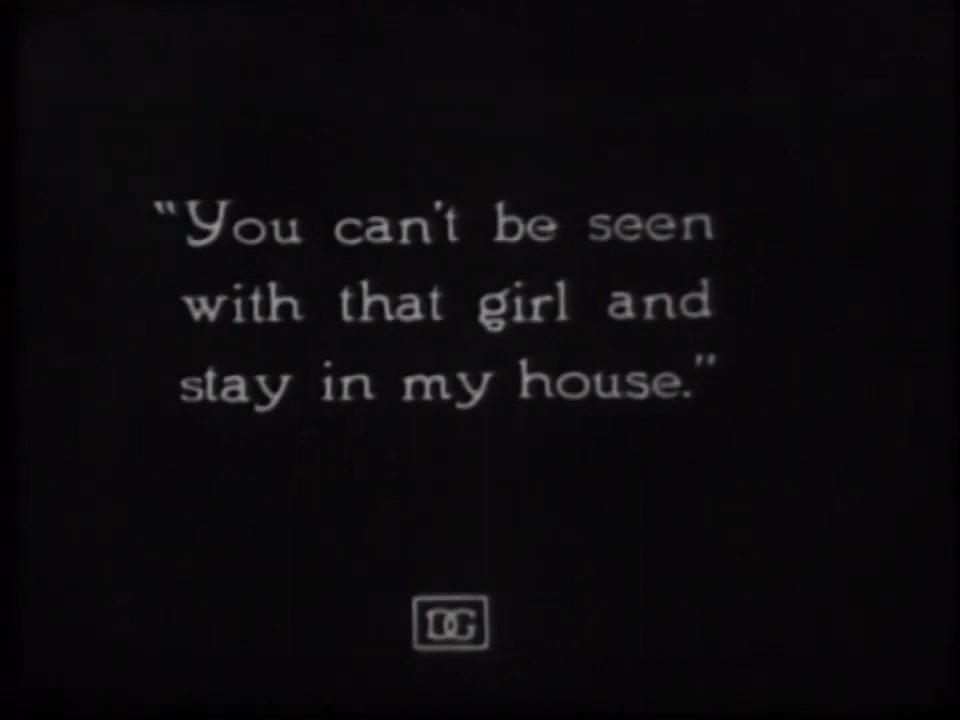 "You can't be seen
with that girl and
stay in my house."
DG